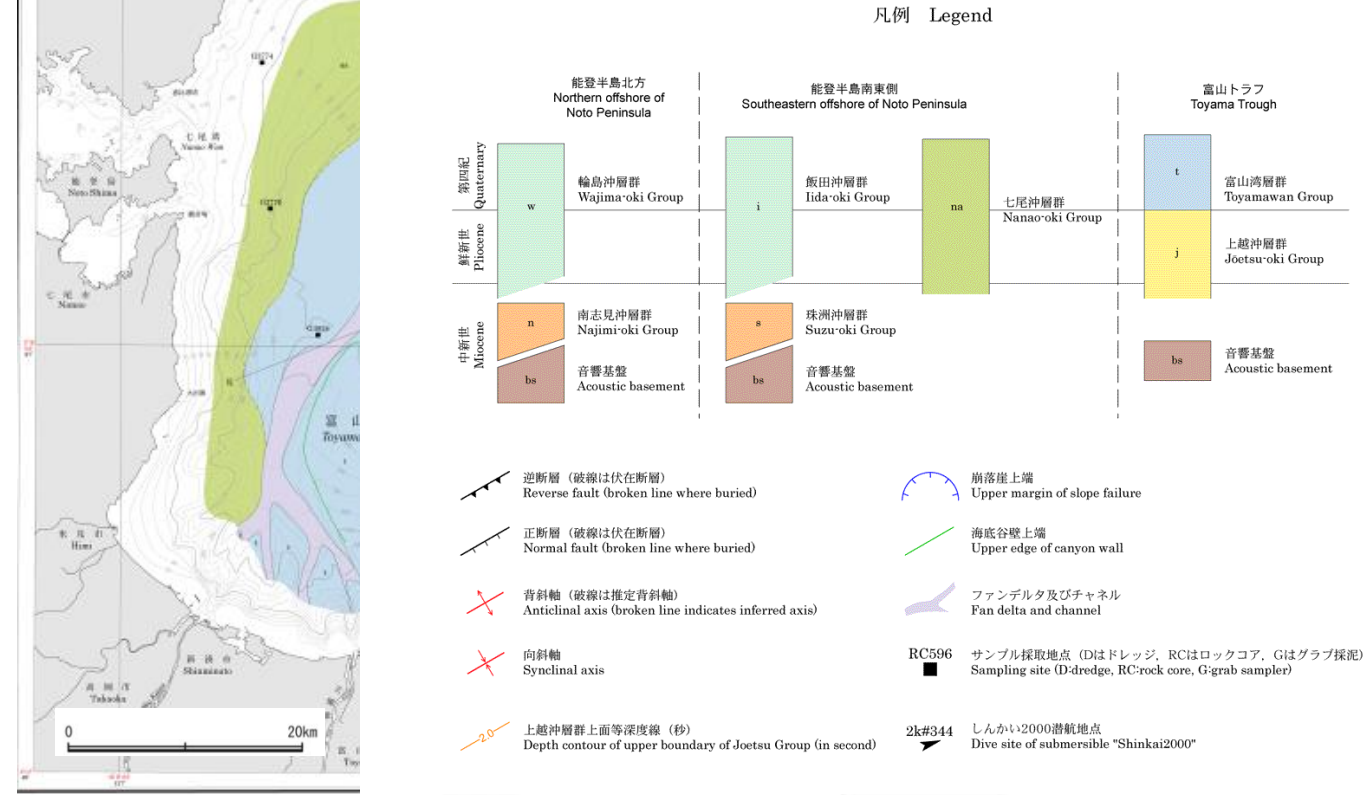 凡例 Legend
能登半島北方
Northern offshore of
Noto Peninsula
能登半島南東側
Southeastern offshore of Noto Peninsula
富山トラフ
Toyama Trough
第四紀
Quaternary
鮮新世
Pliocene
中新世
Miocene
w
輪島沖層群
Wajima-oki Group
n
南志見沖層群
Najimi-oki Group
bs
音響基盤
Acoustic basement
i
飯田沖層群
Iida-oki Group
s
珠洲沖層群
Suzu-oki Group
bs
音響基盤
Acoustic basement
na
七尾沖層群
Nanao-oki Group
t
富山湾層群
Toyamawan Group
j
上越沖層群
Jōetsu-oki Group
bs
音響基盤
Acoustic basement
逆断層（破線は伏在断層）
Reverse fault (broken line where buried)
正断層（破線は伏在断層）
Normal fault (broken line where buried)
背斜軸（破線は推定背斜軸）
Anticlinal axis (broken line indicates inferred axis)
向斜軸
Synclinal axis
2.0
上越沖層群上面等深度線（秒）
Depth contour of upper boundary of Joetsu Group (in second)
崩落崖上端
Upper margin of slope failure
海底谷壁上端
Upper edge of canyon wall
ファンデルタ及びチャネル
Fan delta and channel
RC596
サンプル採取地点（Dはドレッジ，RCはロックコア，Gはグラブ採泥）
Sampling site (D:dredge, RC:rock core, G:grab sampler)
2k#344
しんかい2000潜航地点
Dive site of submersible "Shinkai2000"
七尾湾
Nanao Wan
能登島
Noto Shima
七尾市
Nanao
富山
Toyama
氷見市
Himi
新湊市
Shinminato
高岡市
Takaoka
0
20km